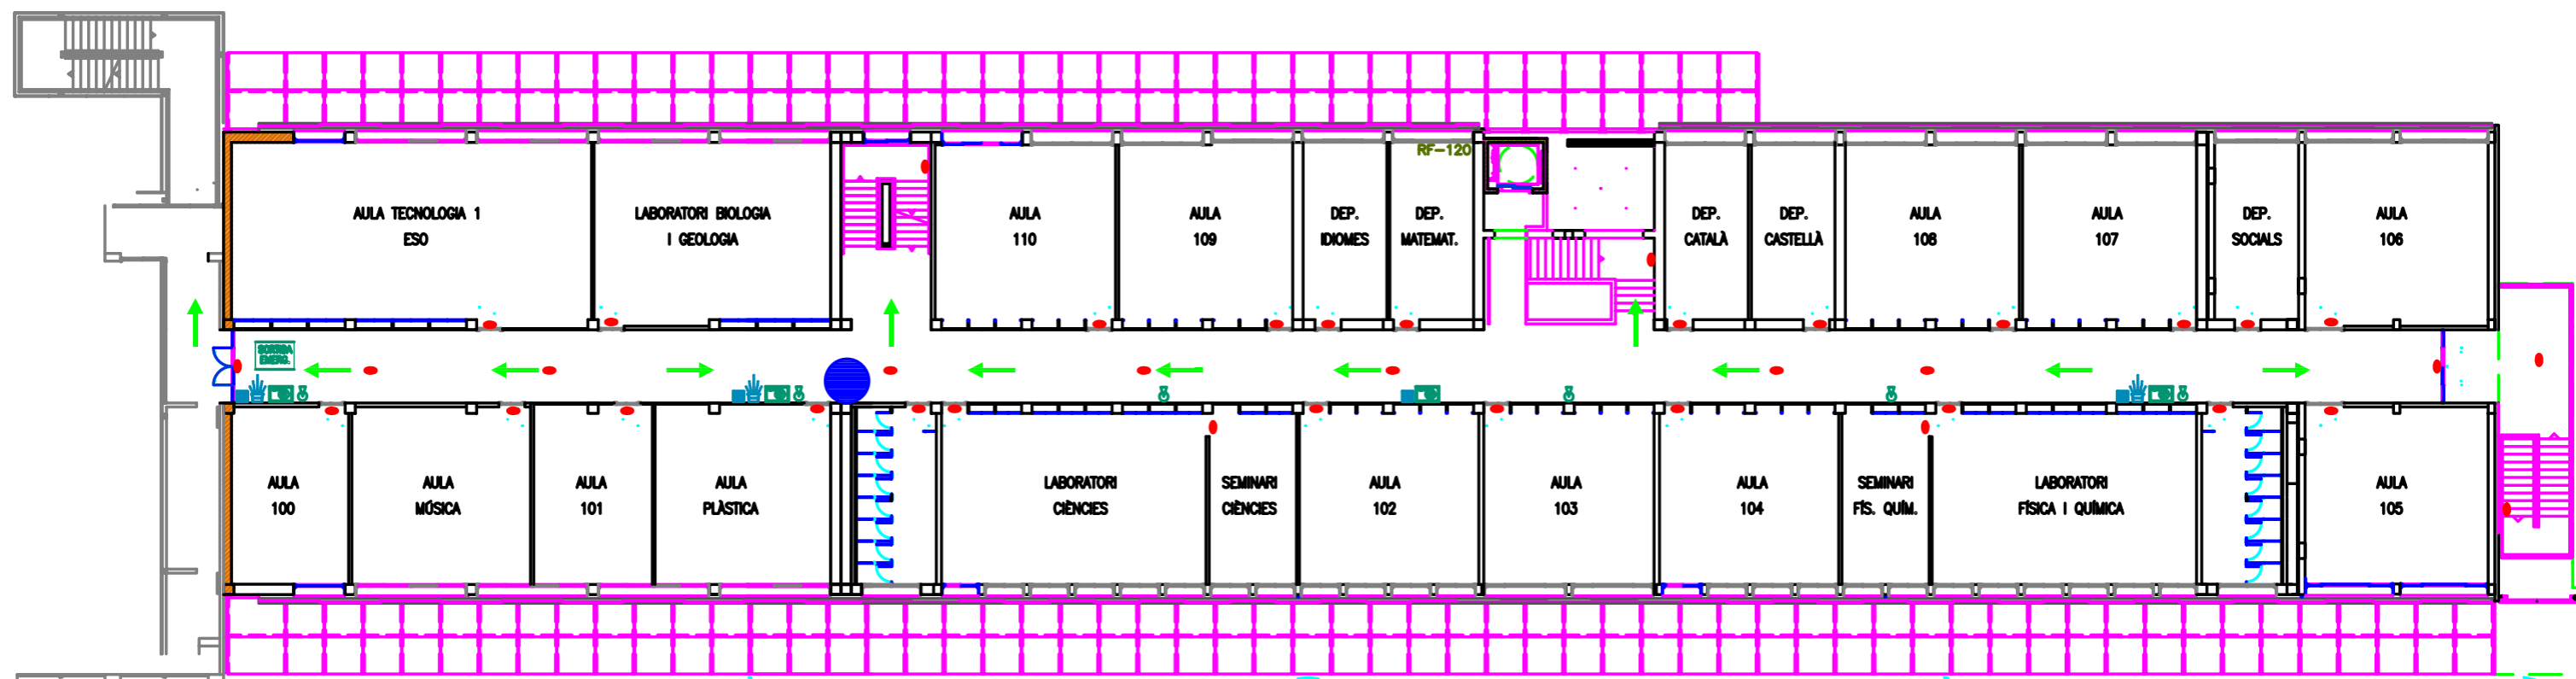 RF-120
AULA TECNOLOGIA 1
ESO
LABORATORI BIOLOGIA
I GEOLOGIA
AULA
110
AULA
109
DEP.
IDIOMES
DEP.
MATEMAT.
DEP.
CATALÀ
DEP.
CASTELLÀ
AULA
108
AULA
107
DEP.
SOCIALS
AULA
106
SORTIDA
EMERG.
AULA
100
AULA
MÚSICA
AULA
101
AULA
PLÀSTICA
LABORATORI
CIÈNCIES
SEMINARI
CIÈNCIES
AULA
102
AULA
103
AULA
104
SEMINARI
FÍS. QUÍM.
LABORATORI
FÍSICA I QUÍMICA
AULA
105